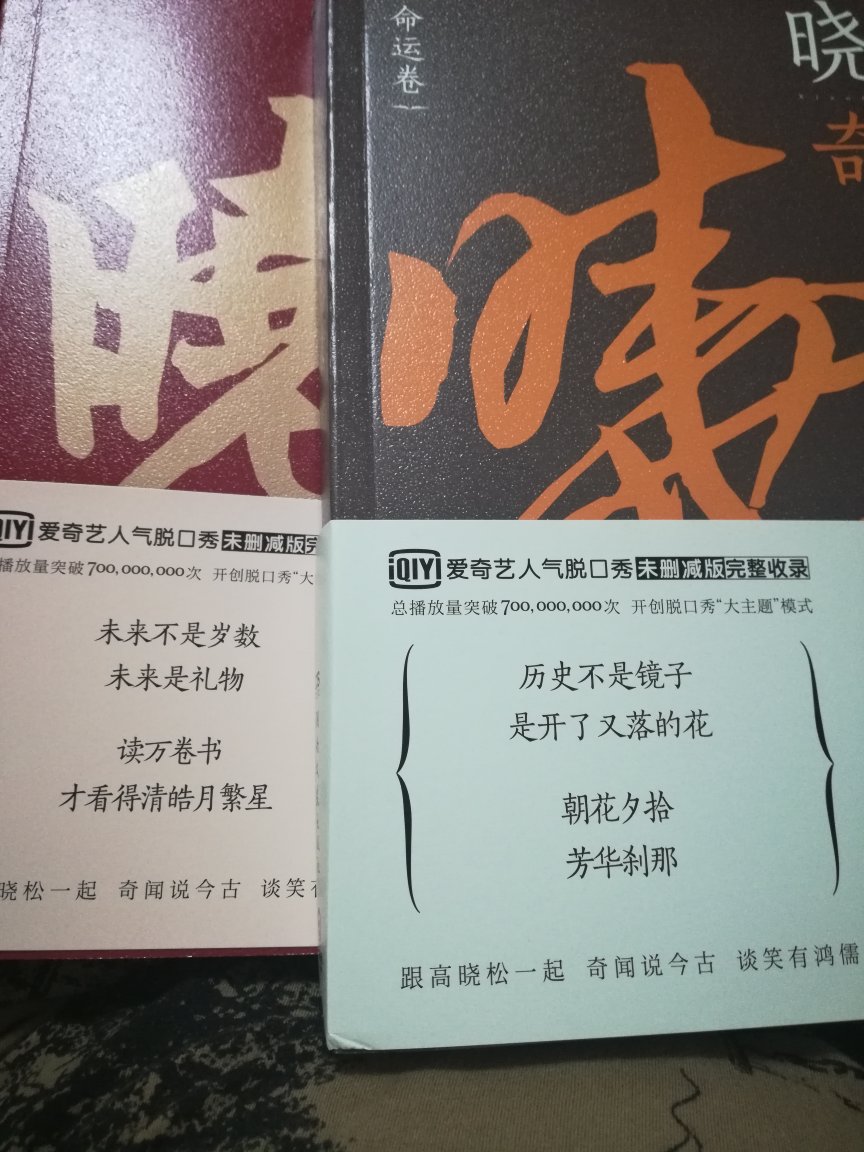 晓
iQIYI 爱奇艺人气脱口秀未删减版完
播放量突破700,000,000次 开创脱口秀“大
未来不是岁数
未来是礼物
读万卷书
才看得清皓月繁星
晓松一起 奇闻说今古 谈笑有
命运卷
晓
奇
晓
iQIYI 爱奇艺人气脱口秀未删减版完整收录
总播放量突破700,000,000次 开创脱口秀“大主题”模式
历史不是镜子
是开了又落的花
朝花夕拾
芳华刹那
跟高晓松一起 奇闻说今古 谈笑有鸿儒